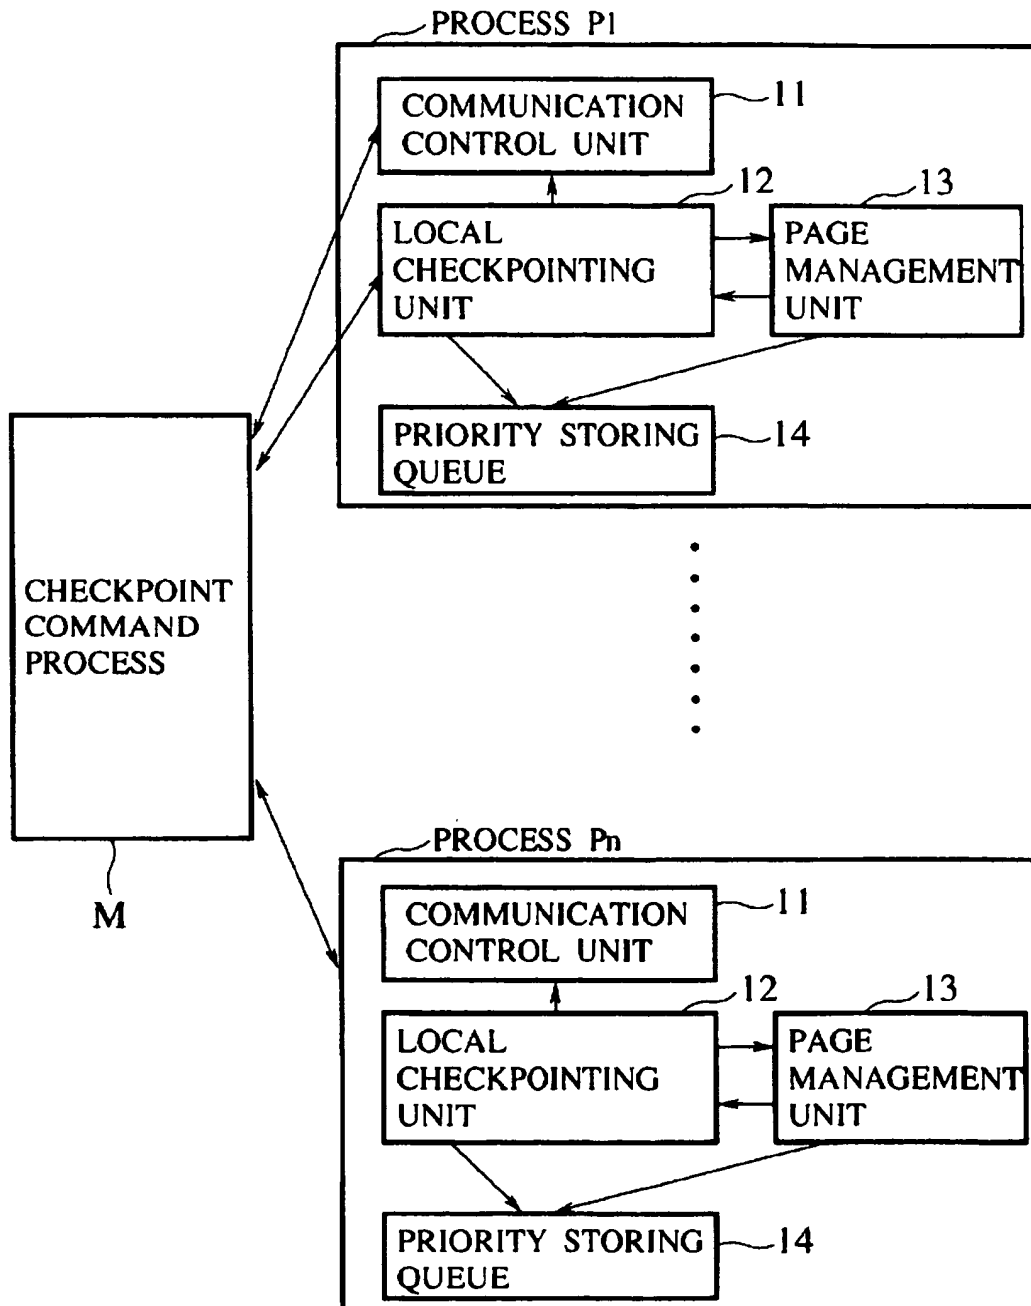 PROCESS P1
COMMUNICATION
CONTROL UNIT
11
LOCAL
CHECKPOINTING
UNIT
12
PAGE
MANAGEMENT
UNIT
13
PRIORITY STORING
QUEUE
14
CHECKPOINT
COMMAND
PROCESS
M
PROCESS Pn
COMMUNICATION
CONTROL UNIT
11
LOCAL
CHECKPOINTING
UNIT
12
PAGE
MANAGEMENT
UNIT
13
PRIORITY STORING
QUEUE
14